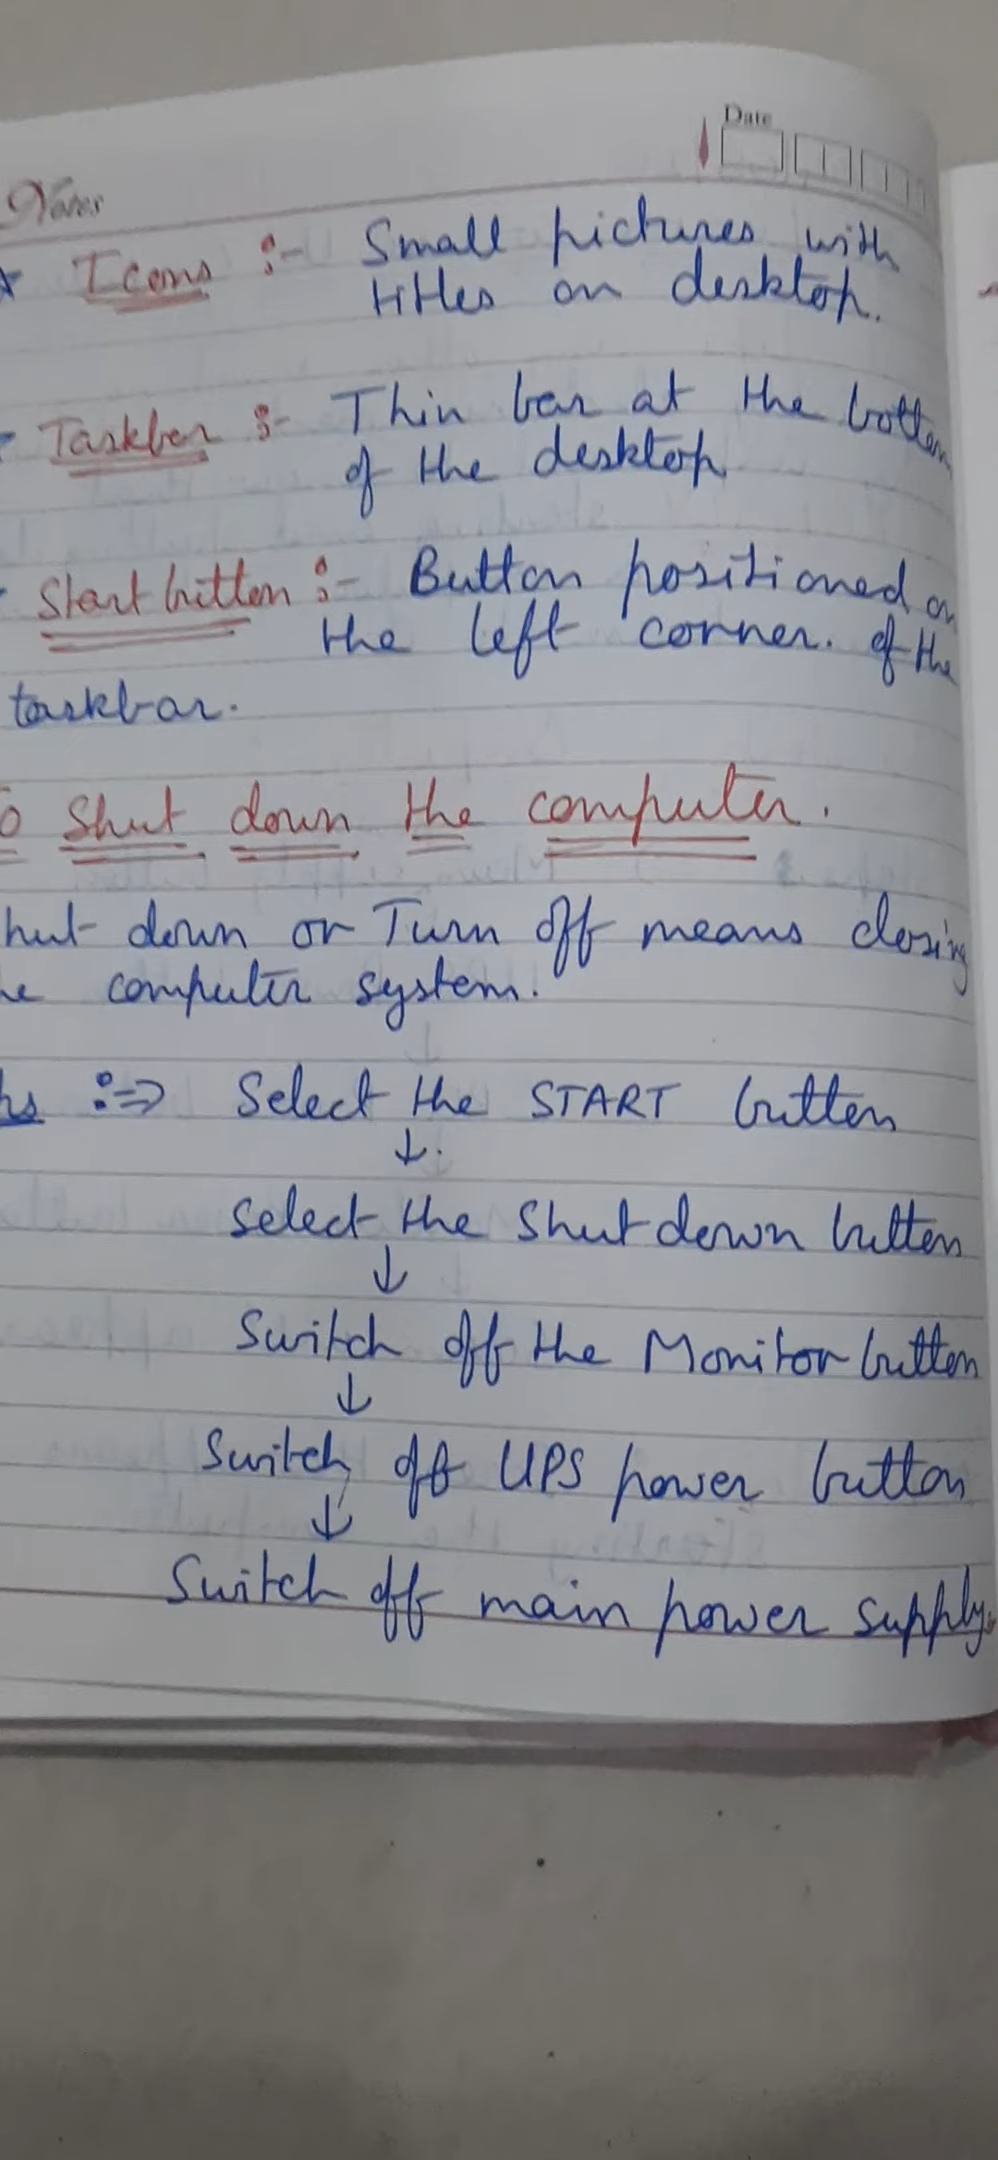 Date
Notes
Icons :- Small pictures with
titles on desktop.
Taskbar :- Thin bar at the bottom
of the desktop
Start button :- Button positioned on
the left corner. of the
taskbar.
o Shut down the computer.
hut down or Turn off means closing
he computer system.
:⇒ Select the START button
↓.
Select the Shut down button
↓
Switch off the Monitor button
↓
Switch off UPS power button
↓
Switch off main power supply.